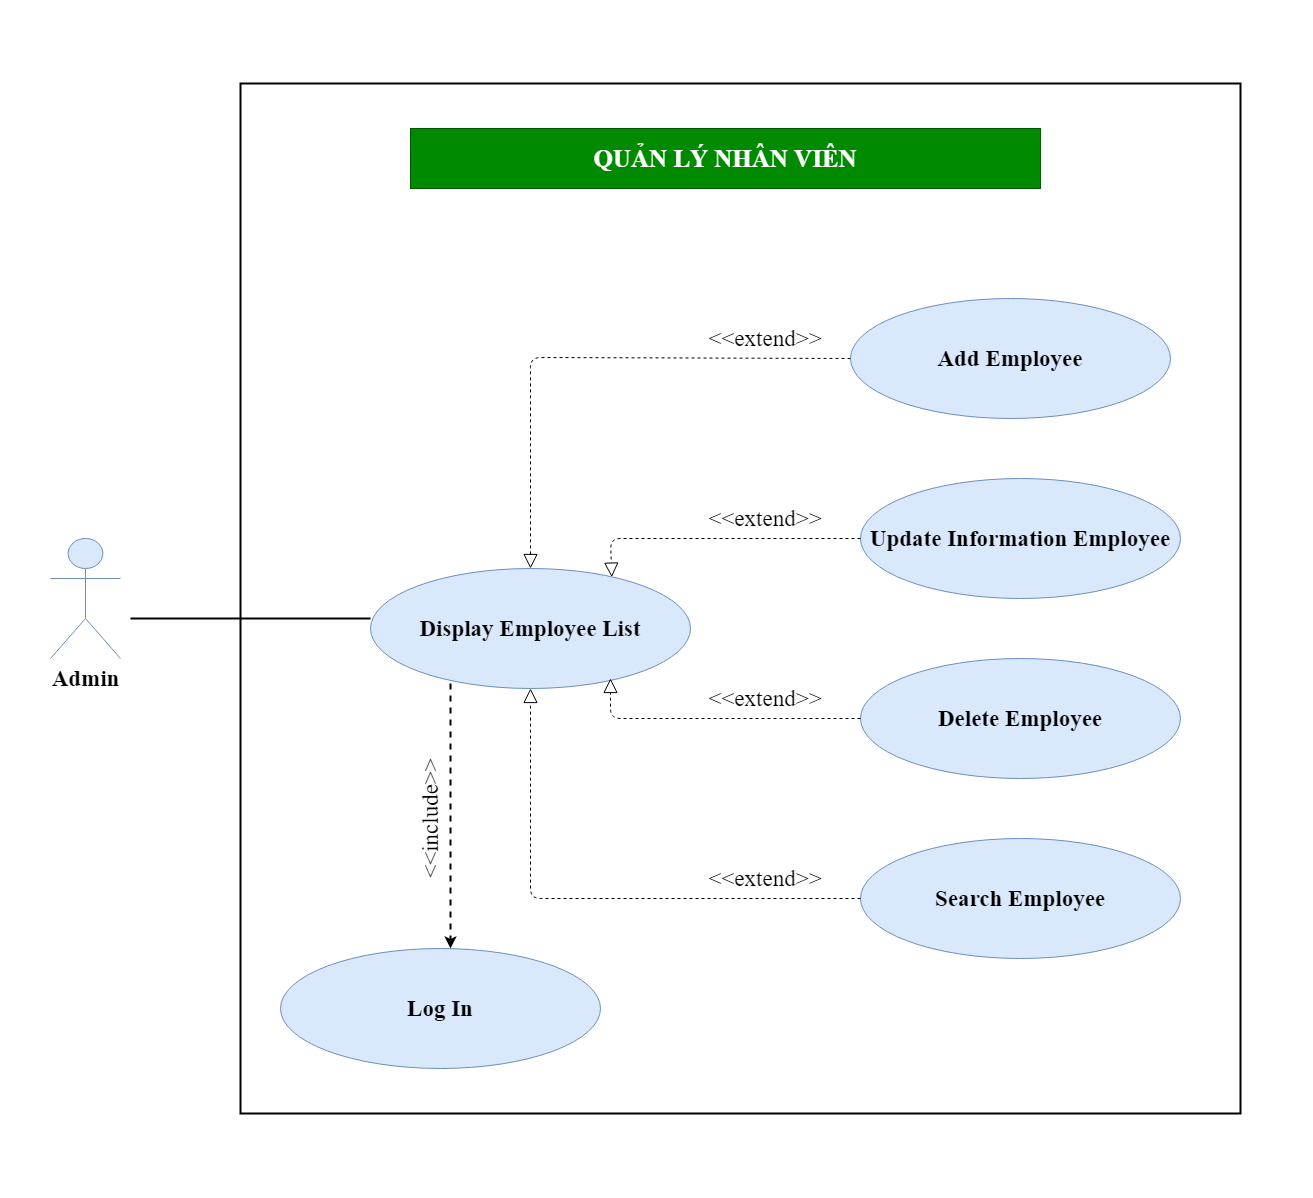 QUẢN LÝ NHÂN VIÊN
<<extend>>
Add Employee
<<extend>>
Update Information Employee
Admin
Display Employee List
<<extend>>
Delete Employee
<<include>>
<<extend>>
Search Employee
Log In